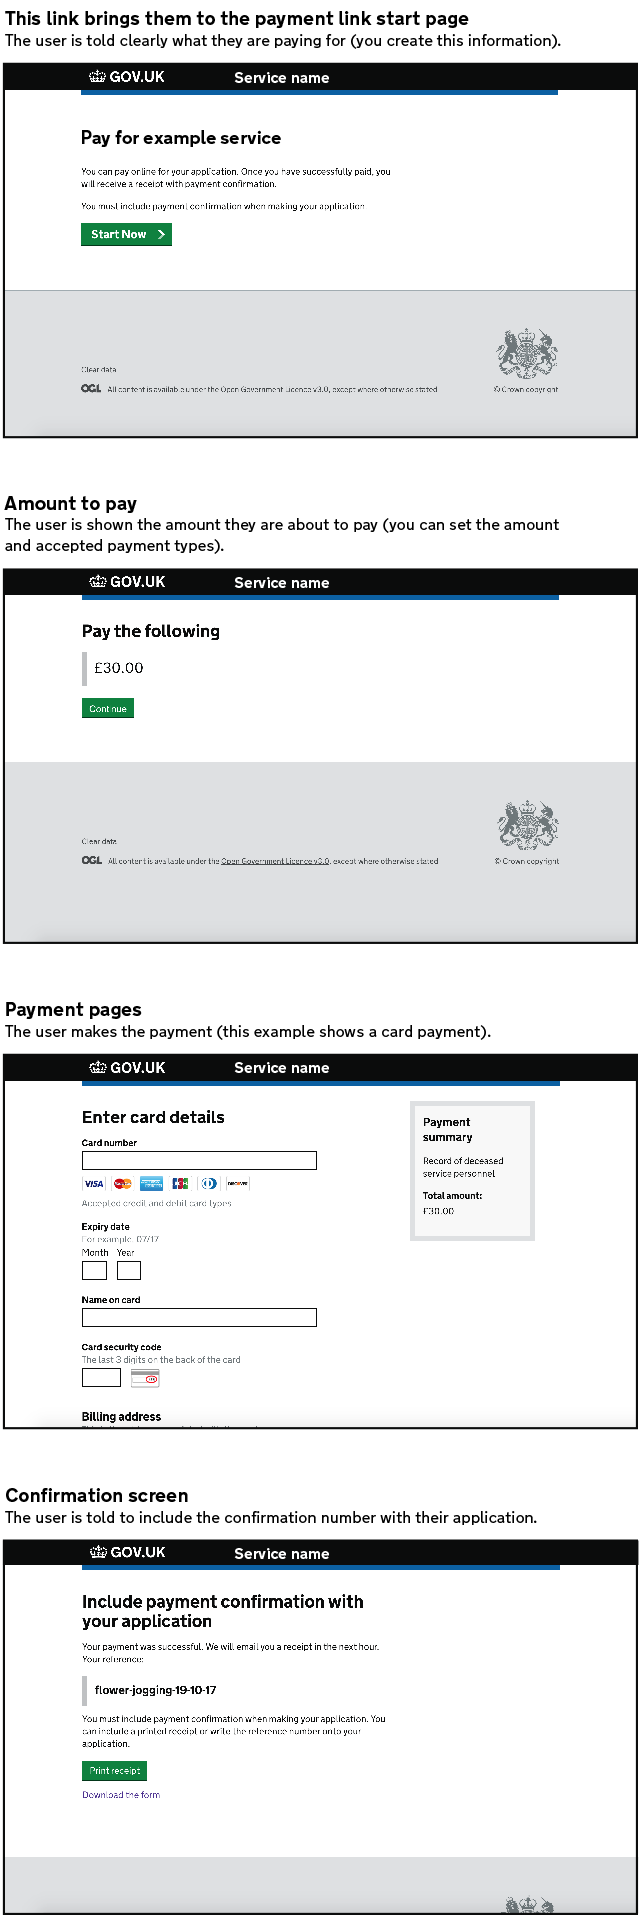 This link brings them to the payment link start page
The user is told clearly what they are paying for (you create this information).
GOV.UK Service name
Pay for example service
You can pay online for your application. Once you have successfully paid, you
will receive a receipt with payment confirmation.
You must include payment confirmation when making your application
Start Now
Clear data
OGL All content is available under the Open Government Licence v3.0, except where otherwise stated
© Crown copyright
Amount to pay
The user is shown the amount they are about to pay (you can set the amount
and accepted payment types).
GOV.UK Service name
Pay the following
£30.00
Continue
Clear data
OGL All content is available under the Open Government Licence v3.0, except where otherwise stated
© Crown copyright
Payment pages
The user makes the payment (this example shows a card payment).
GOV.UK Service name
Enter card details
Card number
VISA
Accepted credit and debit card types
Expiry date
For example, 07/17
Month Year
Name on card
Card security code
The last 3 digits on the back of the card
Billing address
Payment
summary
Record of deceased
service personnel
Total amount:
£30.00
Confirmation screen
The user is told to include the confirmation number with their application.
GOV.UK Service name
Include payment confirmation with
your application
Your payment was successful. We will email you a receipt in the next hour.
Your reference:
flower-jogging-19-10-17
You must include payment confirmation when making your application. You
can include a printed receipt or write the reference number onto your
application.
Print receipt
Download the form